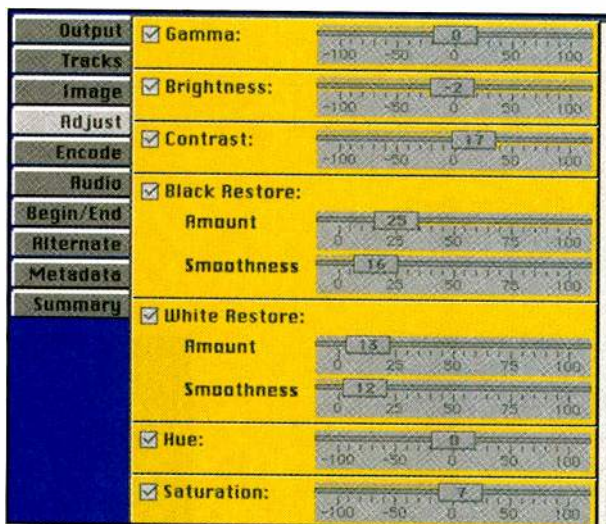 Output
Tracks
Image
Adjust
Encode
Audio
Begin/End
Alternate
Metadata
Summary
Gamma:
0
-100 -50 0 50 100
Brightness:
-2
-100 -50 0 50 100
Contrast:
17
-100 -50 0 50 100
Black Restore:
Amount
25
0 25 50 75 100
Smoothness
16
0 25 50 75 100
White Restore:
Amount
13
0 25 50 75 100
Smoothness
12
0 25 50 75 100
Hue:
0
-100 -50 0 50 100
Saturation:
7
-100 -50 0 50 100